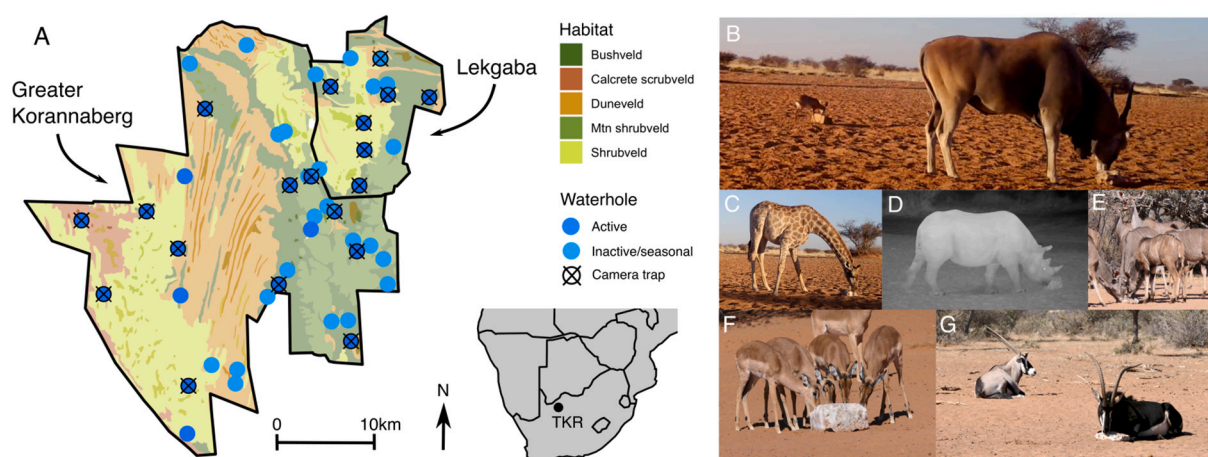 A
Greater
Korannaberg
Lekgaba
Habitat
Bushveld
Calcrete scrubveld
Duneveld
Mtn shrubveld
Shrubveld
Waterhole
Active
Inactive/seasonal
Camera trap
N
0 10km
TKR
B
C
D
E
F
G